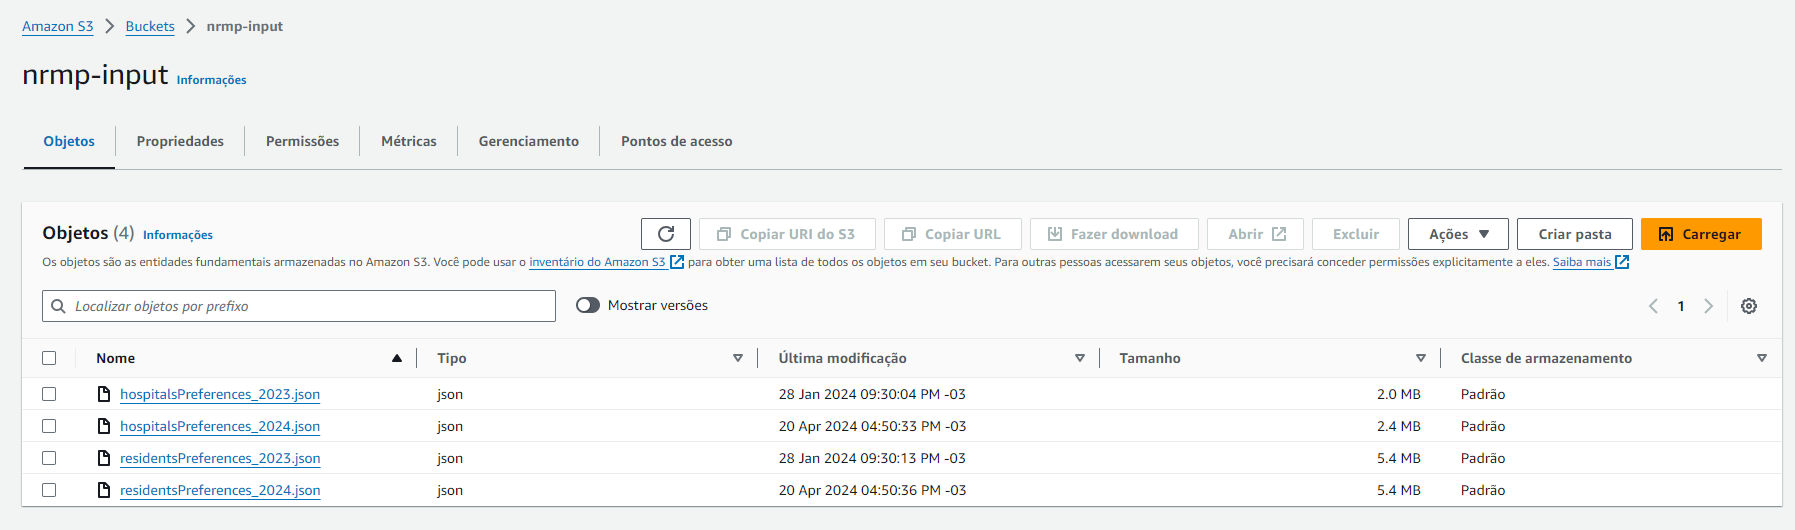 Amazon S3 > Buckets > nrmp-input
nrmp-input Informações
Objetos Propriedades Permissões Métricas Gerenciamento Pontos de acesso
Objetos (4) Informações Copiar URI do S3 Copiar URL Fazer download Abrir Excluir Ações Criar pasta Carregar
Os objetos são as entidades fundamentais armazenadas no Amazon S3. Você pode usar o inventário do Amazon S3 para obter uma lista de todos os objetos em seu bucket. Para outras pessoas acessarem seus objetos, você precisará conceder permissões explicitamente a eles. Saiba mais
Localizar objetos por prefixo Mostrar versões 1
Nome Tipo Última modificação Tamanho Classe de armazenamento
hospitalsPreferences_2023.json json 28 Jan 2024 09:30:04 PM -03 2.0 MB Padrão
hospitalsPreferences_2024.json json 20 Apr 2024 04:50:33 PM -03 2.4 MB Padrão
residentsPreferences_2023.json json 28 Jan 2024 09:30:13 PM -03 5.4 MB Padrão
residentsPreferences_2024.json json 20 Apr 2024 04:50:36 PM -03 5.4 MB Padrão